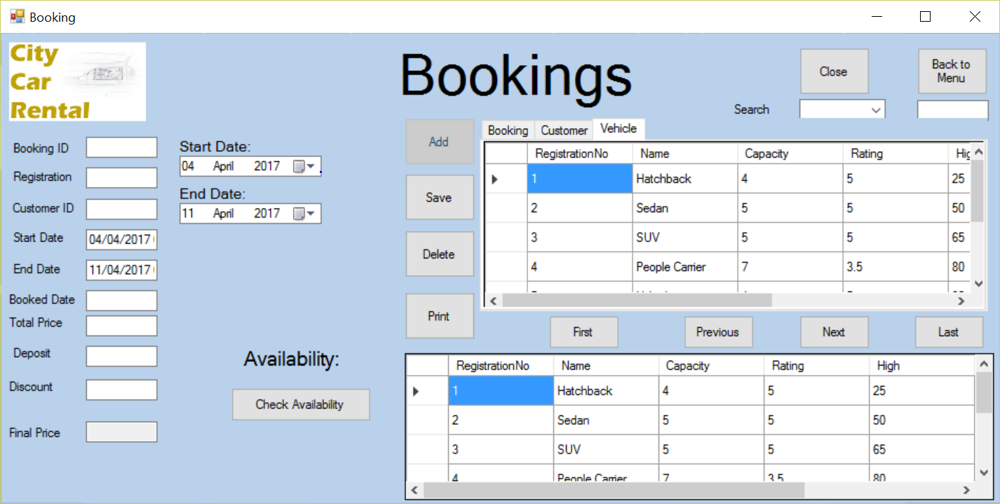 Booking
City
Car
Rental
Bookings
Close
Back to
Menu
Search
Booking ID
Registration
Customer ID
Start Date
04/04/2017
End Date
11/04/2017
Booked Date
Total Price
Deposit
Discount
Final Price
Start Date:
04 April 2017
End Date:
11 April 2017
Availability:
Check Availability
Add
Save
Delete
Print
Booking Customer Vehicle
RegistrationNo Name Capacity Rating
1 Hatchback 4 5 25
2 Sedan 5 5 50
3 SUV 5 5 65
4 People Carrier 7 3.5 80
First Previous Next Last
RegistrationNo Name Capacity Rating High
1 Hatchback 4 5 25
2 Sedan 5 5 50
3 SUV 5 5 65
4 People Carrier 7 3.5 80